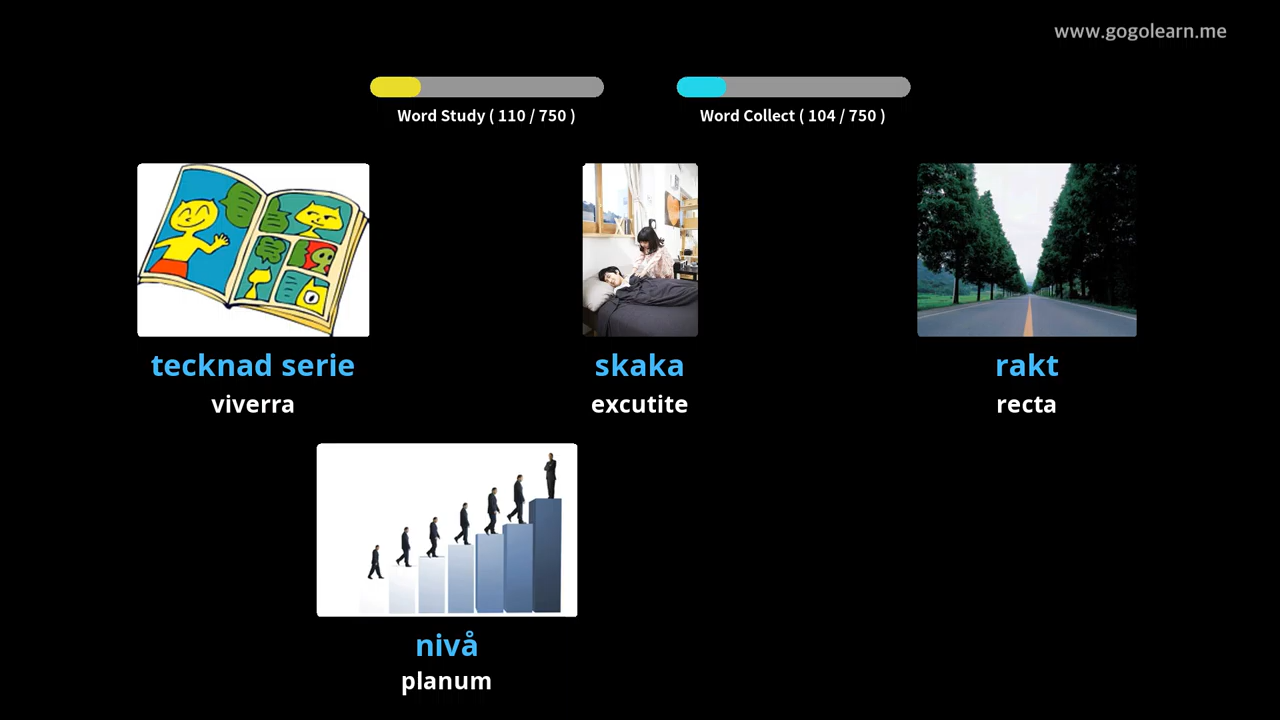 www.gogolearn.me
Word Study ( 110 / 750 )
Word Collect ( 104 / 750 )
tecknad serie
viverra
skaka
excutite
rakt
recta
nivå
planum